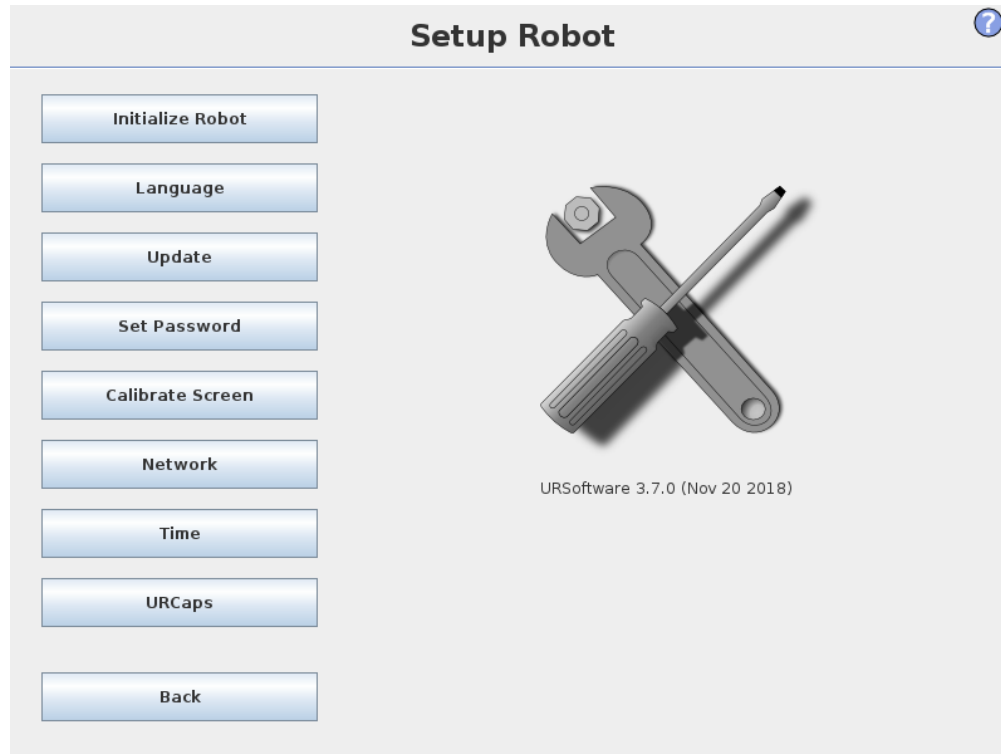 Setup Robot
?
Initialize Robot
Language
Update
Set Password
Calibrate Screen
Network
Time
URCaps
Back
URSoftware 3.7.0 (Nov 20 2018)